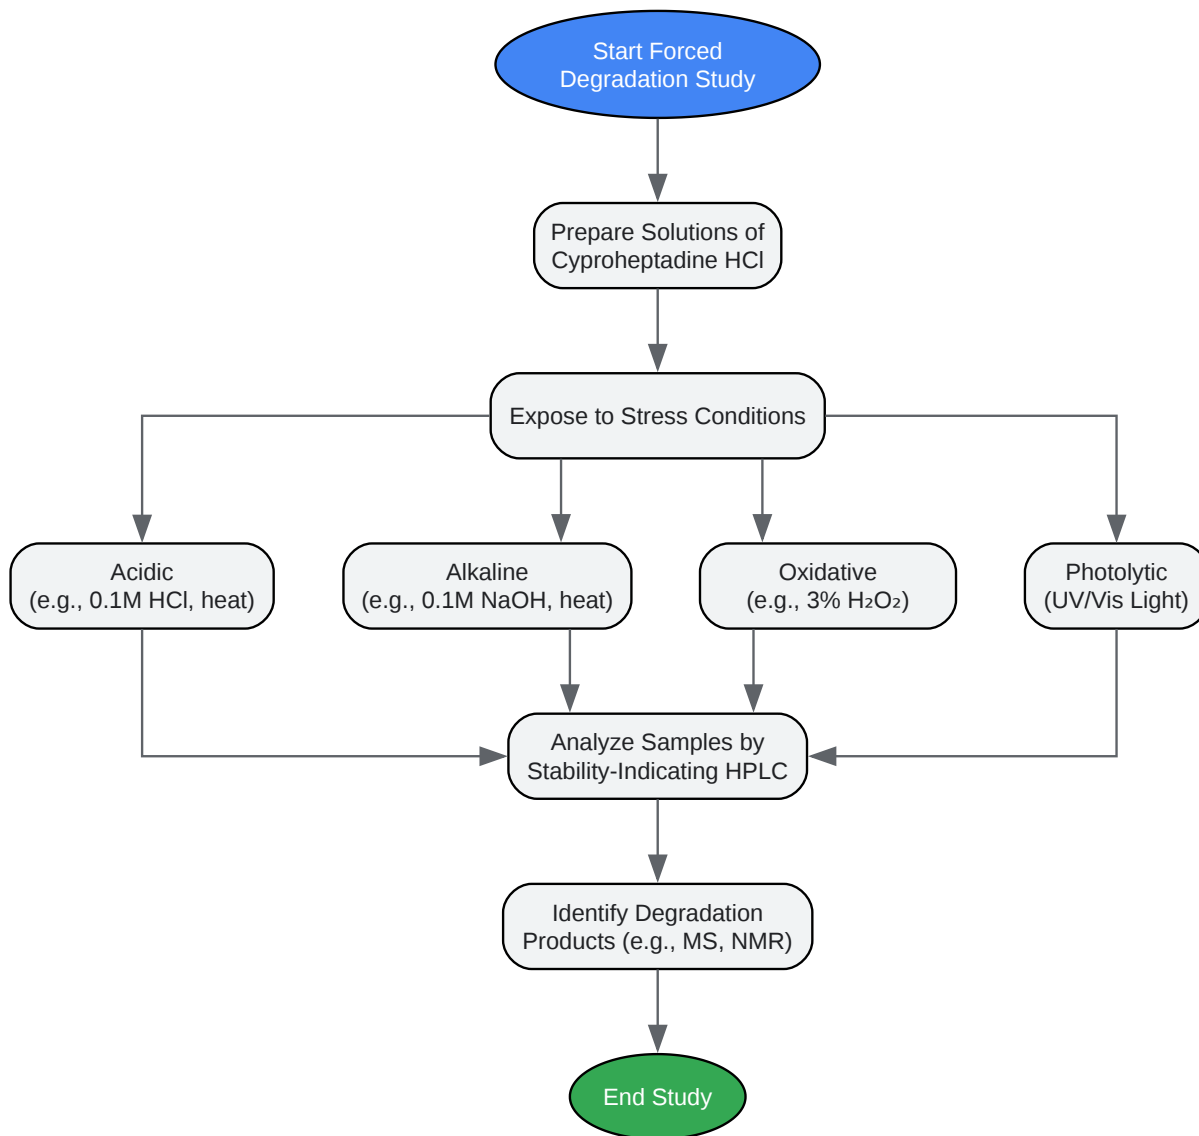 Start Forced
Degradation Study
Prepare Solutions of
Cyproheptadine HCl
Expose to Stress Conditions
Acidic
(e.g., 0.1M HCl, heat)
Alkaline
(e.g., 0.1M NaOH, heat)
Oxidative
(e.g., 3% H₂O₂)
Photolytic
(UV/Vis Light)
Analyze Samples by
Stability-Indicating HPLC
Identify Degradation
Products (e.g., MS, NMR)
End Study